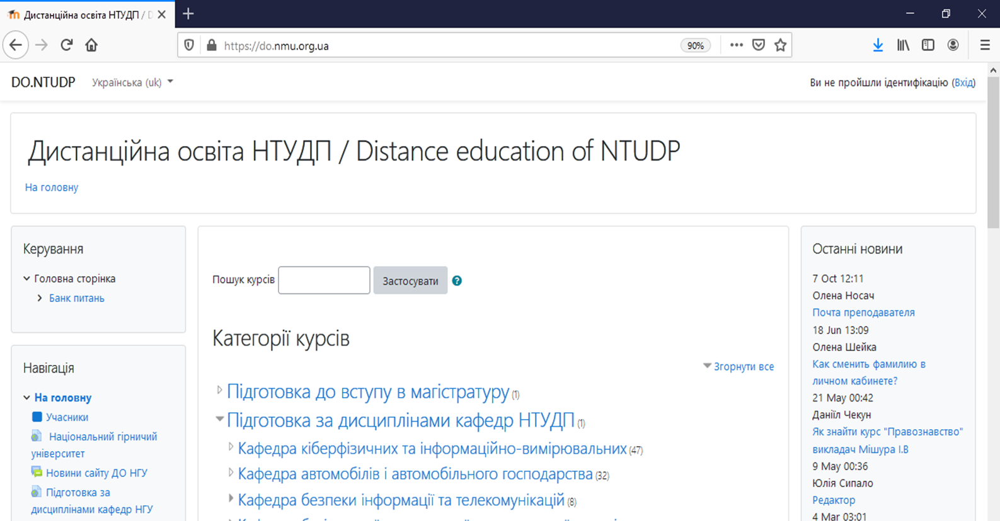 Дистанційна освіта НТУДП / D
https://do.nmu.org.ua
90%
DO.NTUDP
Українська (uk)
Ви не пройшли ідентифікацію (Вхід)
Дистанційна освіта НТУДП / Distance education of NTUDP
На головну
Керування
Головна сторінка
Банк питань
Навігація
На головну
Учасники
Національний гірничий
університет
Новини сайту ДО НГУ
Підготовка за
дисциплінами кафедр НГУ
Пошук курсів
Застосувати
?
Категорії курсів
Згорнути все
Підготовка до вступу в магістратуру (1)
Підготовка за дисциплінами кафедр НТУДП (1)
Кафедра кіберфізичних та інформаційно-вимірювальних (47)
Кафедра автомобілів і автомобільного господарства (32)
Кафедра безпеки інформації та телекомунікацій (8)
Останні новини
7 Oct 12:11
Олена Носач
Почта преподавателя
18 Jun 13:09
Олена Шейка
Как сменить фамилию в
личном кабинете?
21 May 00:42
Данііл Чекун
Як знайти курс "Правознавство"
викладач Мішура І.В
9 May 00:36
Юлія Сипало
Редактор
4 Mar 03:01